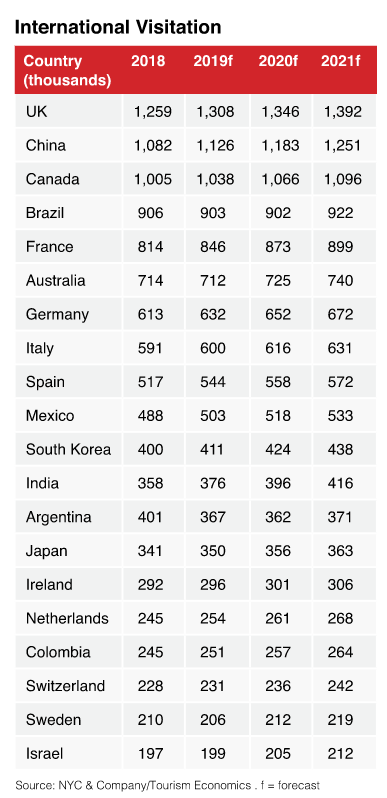 International Visitation
Country 2018 2019f 2020f 2021f
(thousands)
UK 1,259 1,308 1,346 1,392
China 1,082 1,126 1,183 1,251
Canada 1,005 1,038 1,066 1,096
Brazil 906 903 902 922
France 814 846 873 899
Australia 714 712 725 740
Germany 613 632 652 672
Italy 591 600 616 631
Spain 517 544 558 572
Mexico 488 503 518 533
South Korea 400 411 424 438
India 358 376 396 416
Argentina 401 367 362 371
Japan 341 350 356 363
Ireland 292 296 301 306
Netherlands 245 254 261 268
Colombia 245 251 257 264
Switzerland 228 231 236 242
Sweden 210 206 212 219
Israel 197 199 205 212
Source: NYC & Company/Tourism Economics . f = forecast